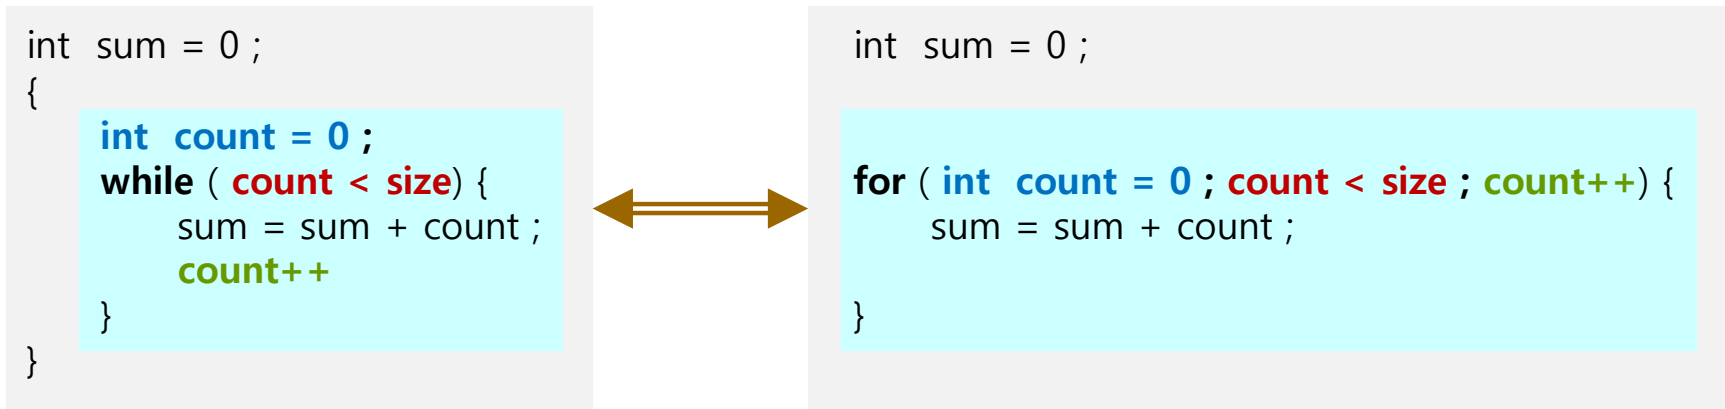 int sum = 0 ;
{
int count = 0 ;
while ( count < size) {
sum = sum + count ;
count++
}
}
int sum = 0 ;
for ( int count = 0 ; count < size ; count++) {
sum = sum + count ;
}